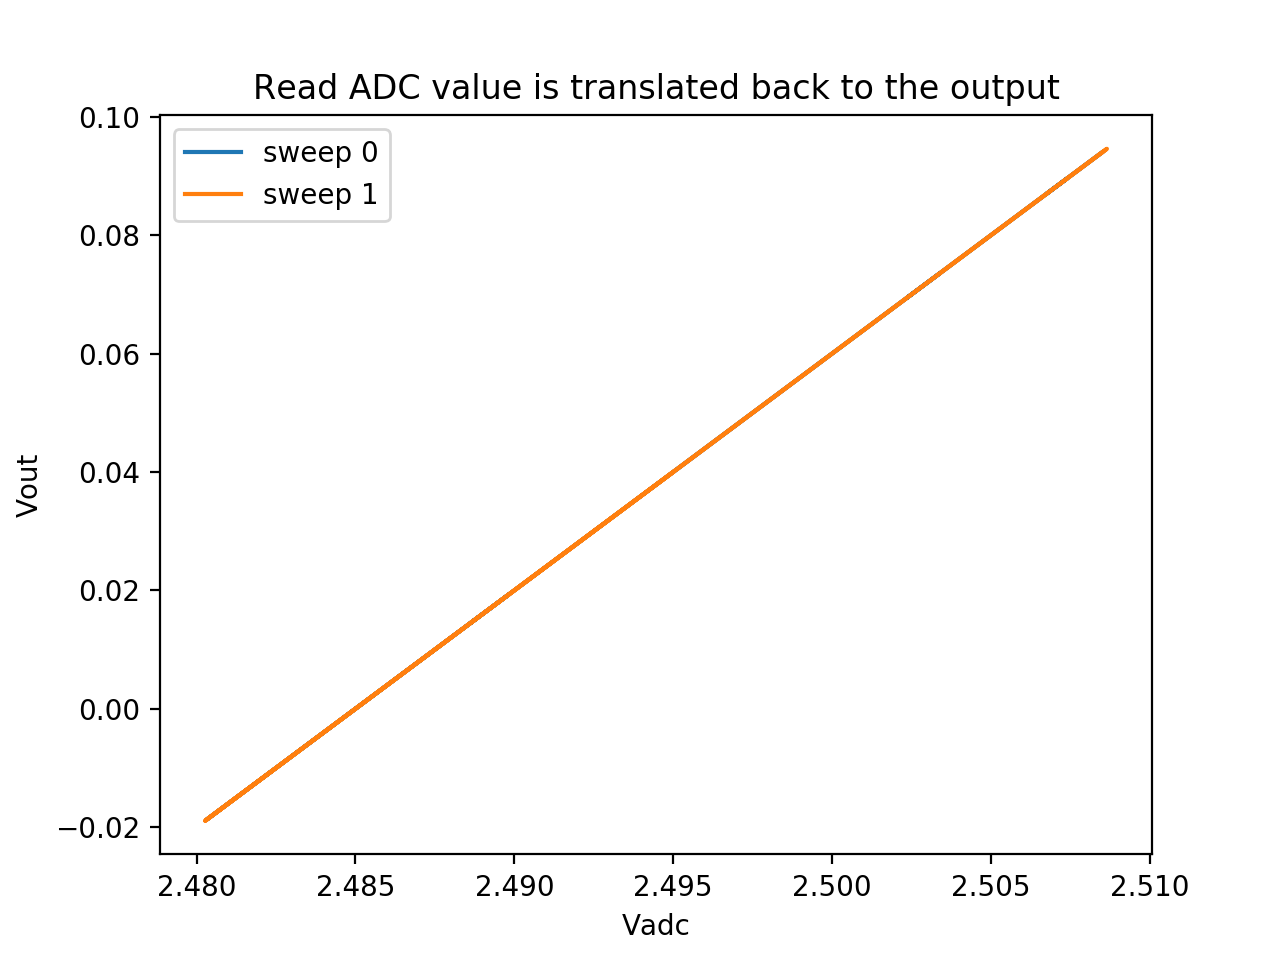 Read ADC value is translated back to the output
sweep 0
sweep 1
0.10
0.08
0.06
0.04
0.02
0.00
−0.02
Vout
2.480
2.485
2.490
2.495
2.500
2.505
2.510
Vadc